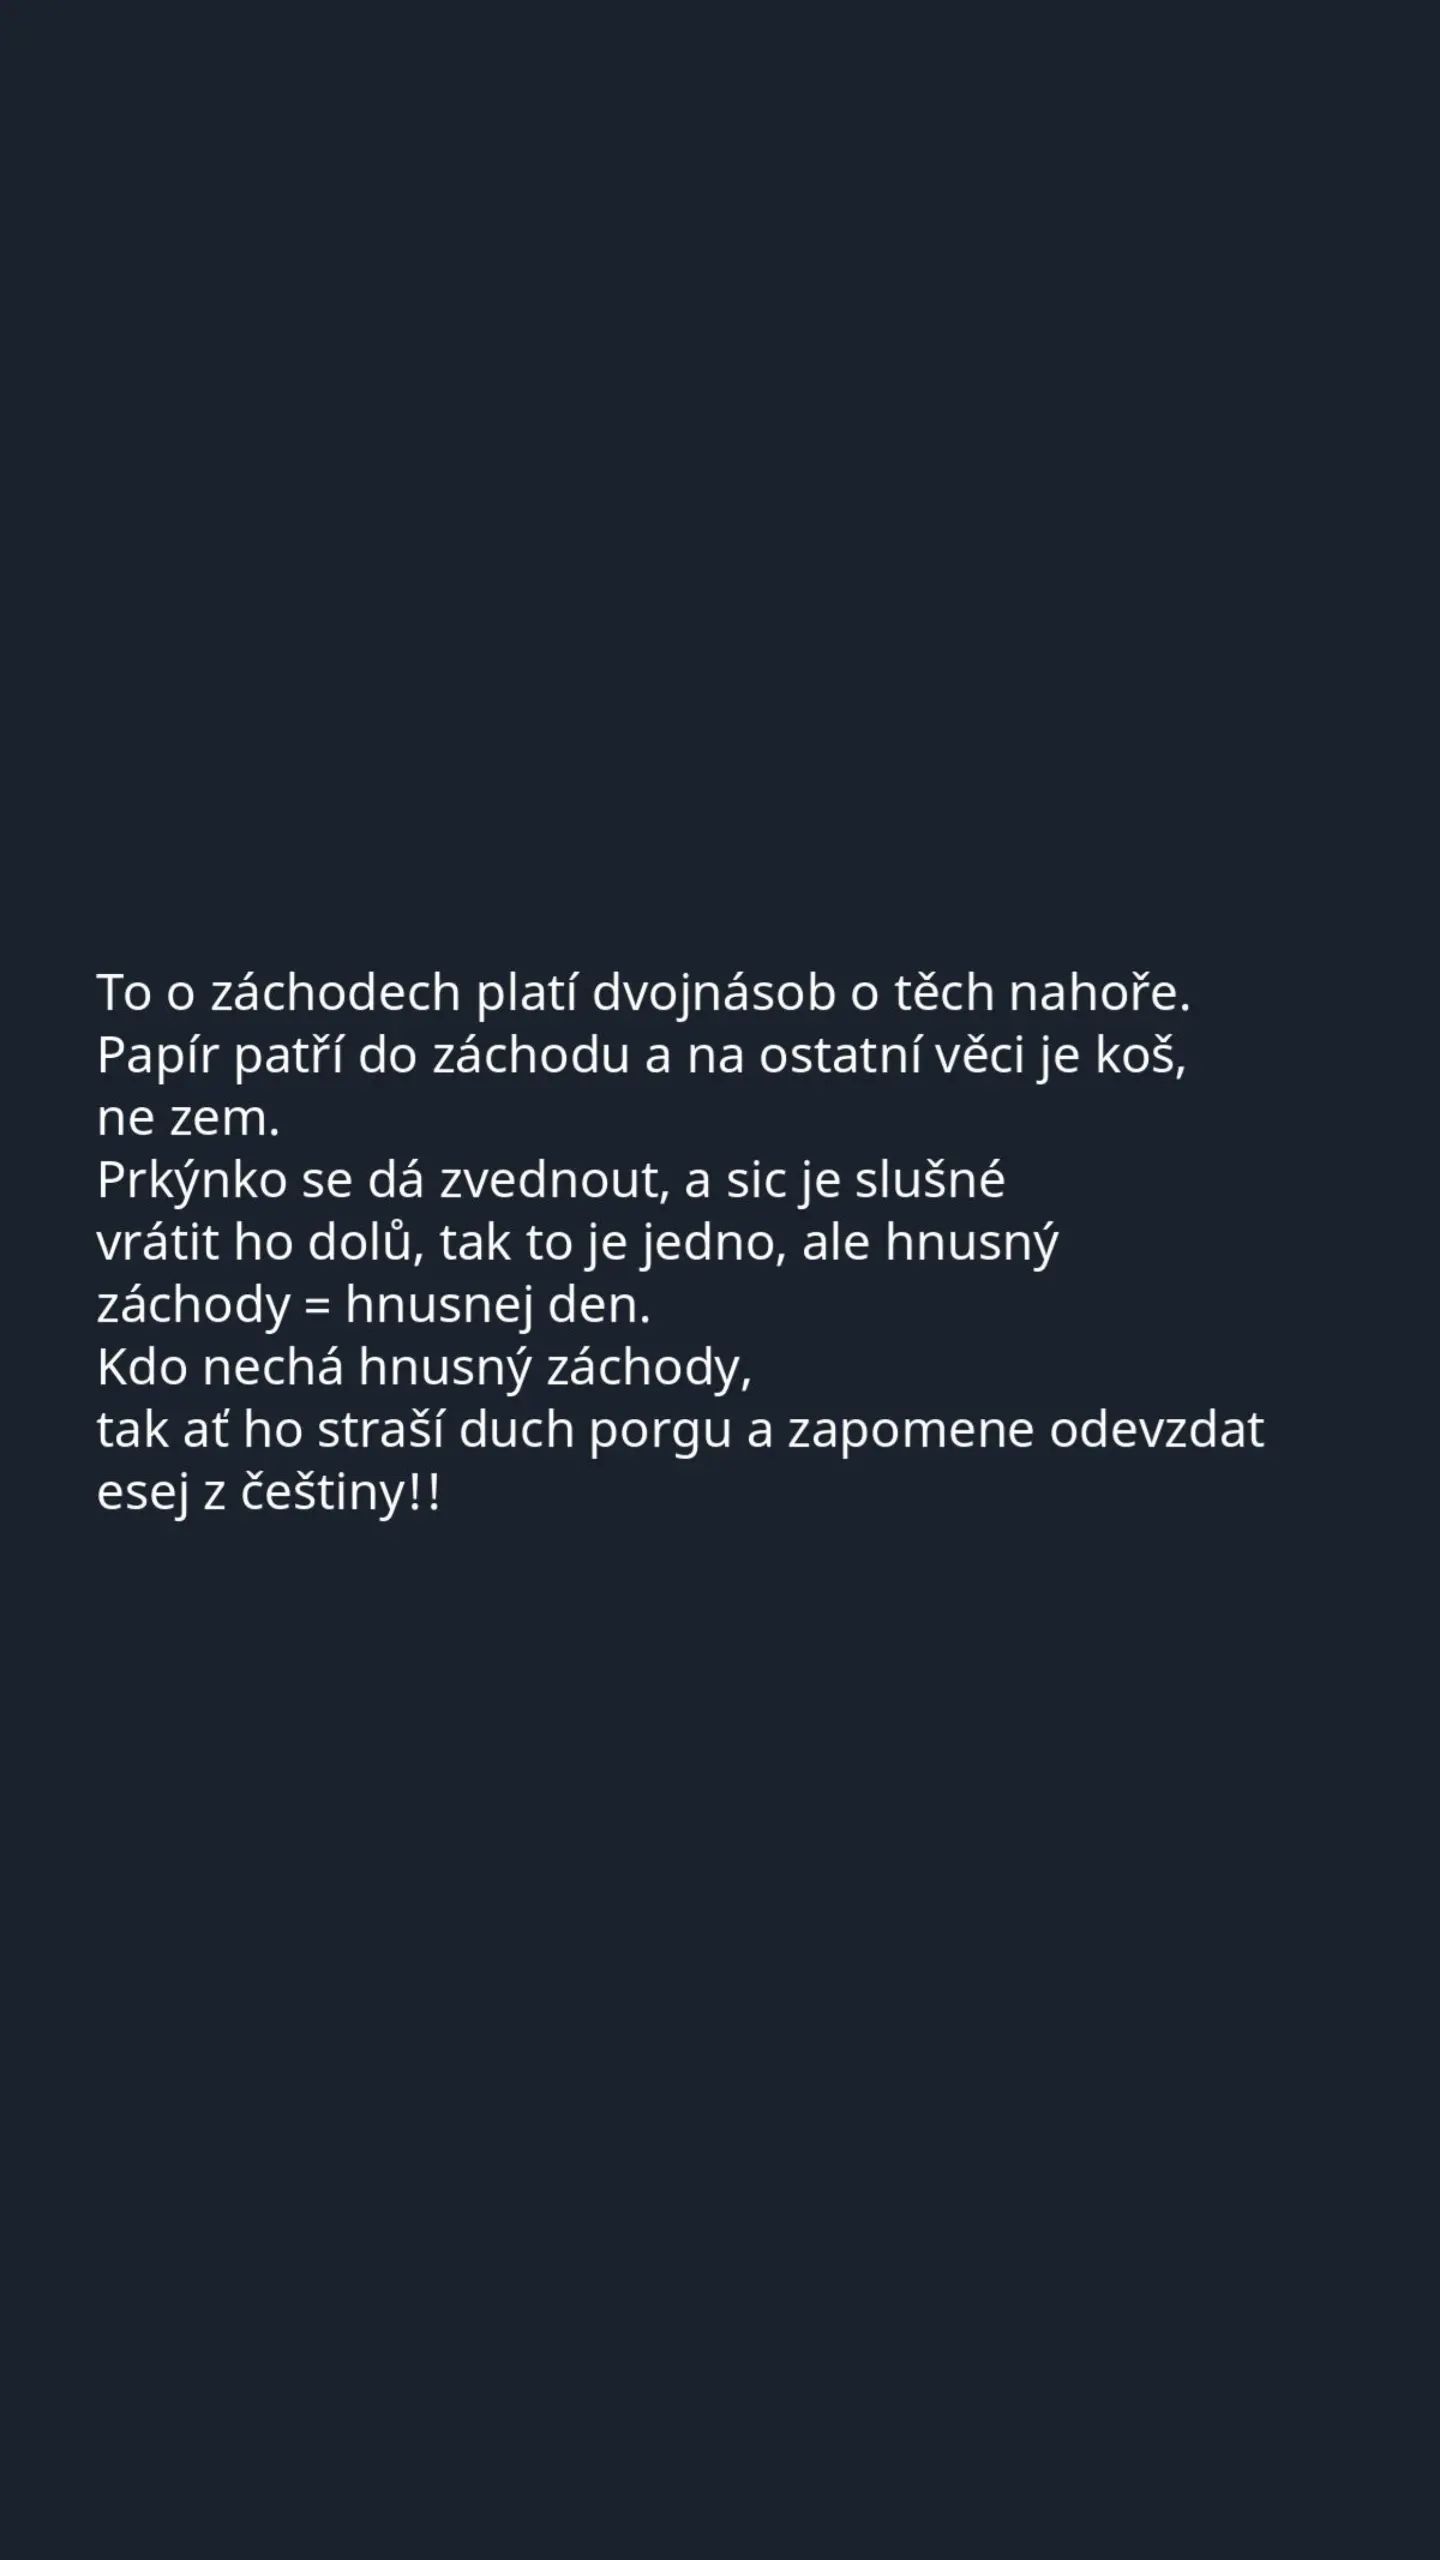 To o záchodech platí dvojnásob o těch nahoře.
Papír patří do záchodu a na ostatní věci je koš,
ne zem.
Prkýnko se dá zvednout, a sic je slušné
vrátit ho dolů, tak to je jedno, ale hnusný
záchody = hnusnej den.
Kdo nechá hnusný záchody,
tak ať ho straší duch porgu a zapomene odevzdat
esej z češtiny!!